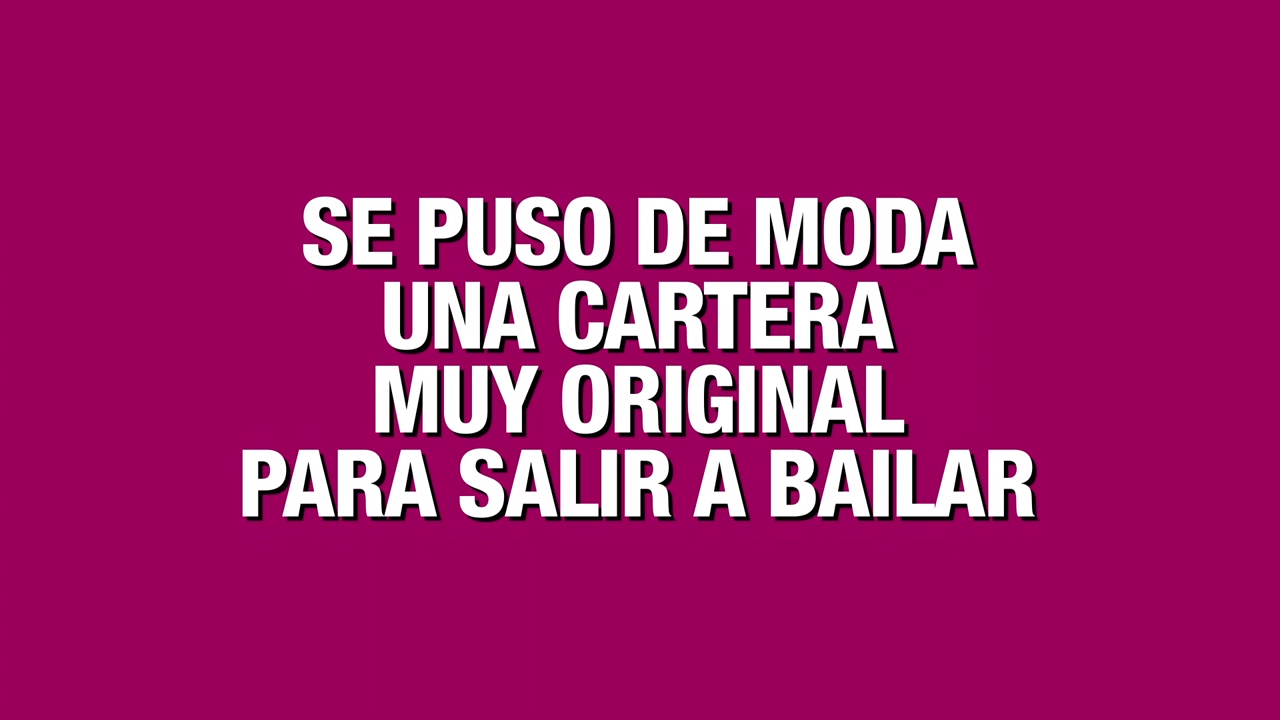 SE PUSO DE MODA
UNA CARTERA
MUY ORIGINAL
PARA SALIR A BAILAR